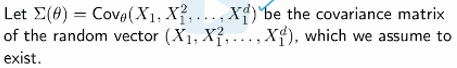 Let Σ(θ) = Cov_θ(X_1, X_1^2, . . . , X_1^d) be the covariance matrix
of the random vector (X_1, X_1^2, . . . , X_1^d), which we assume to
exist.